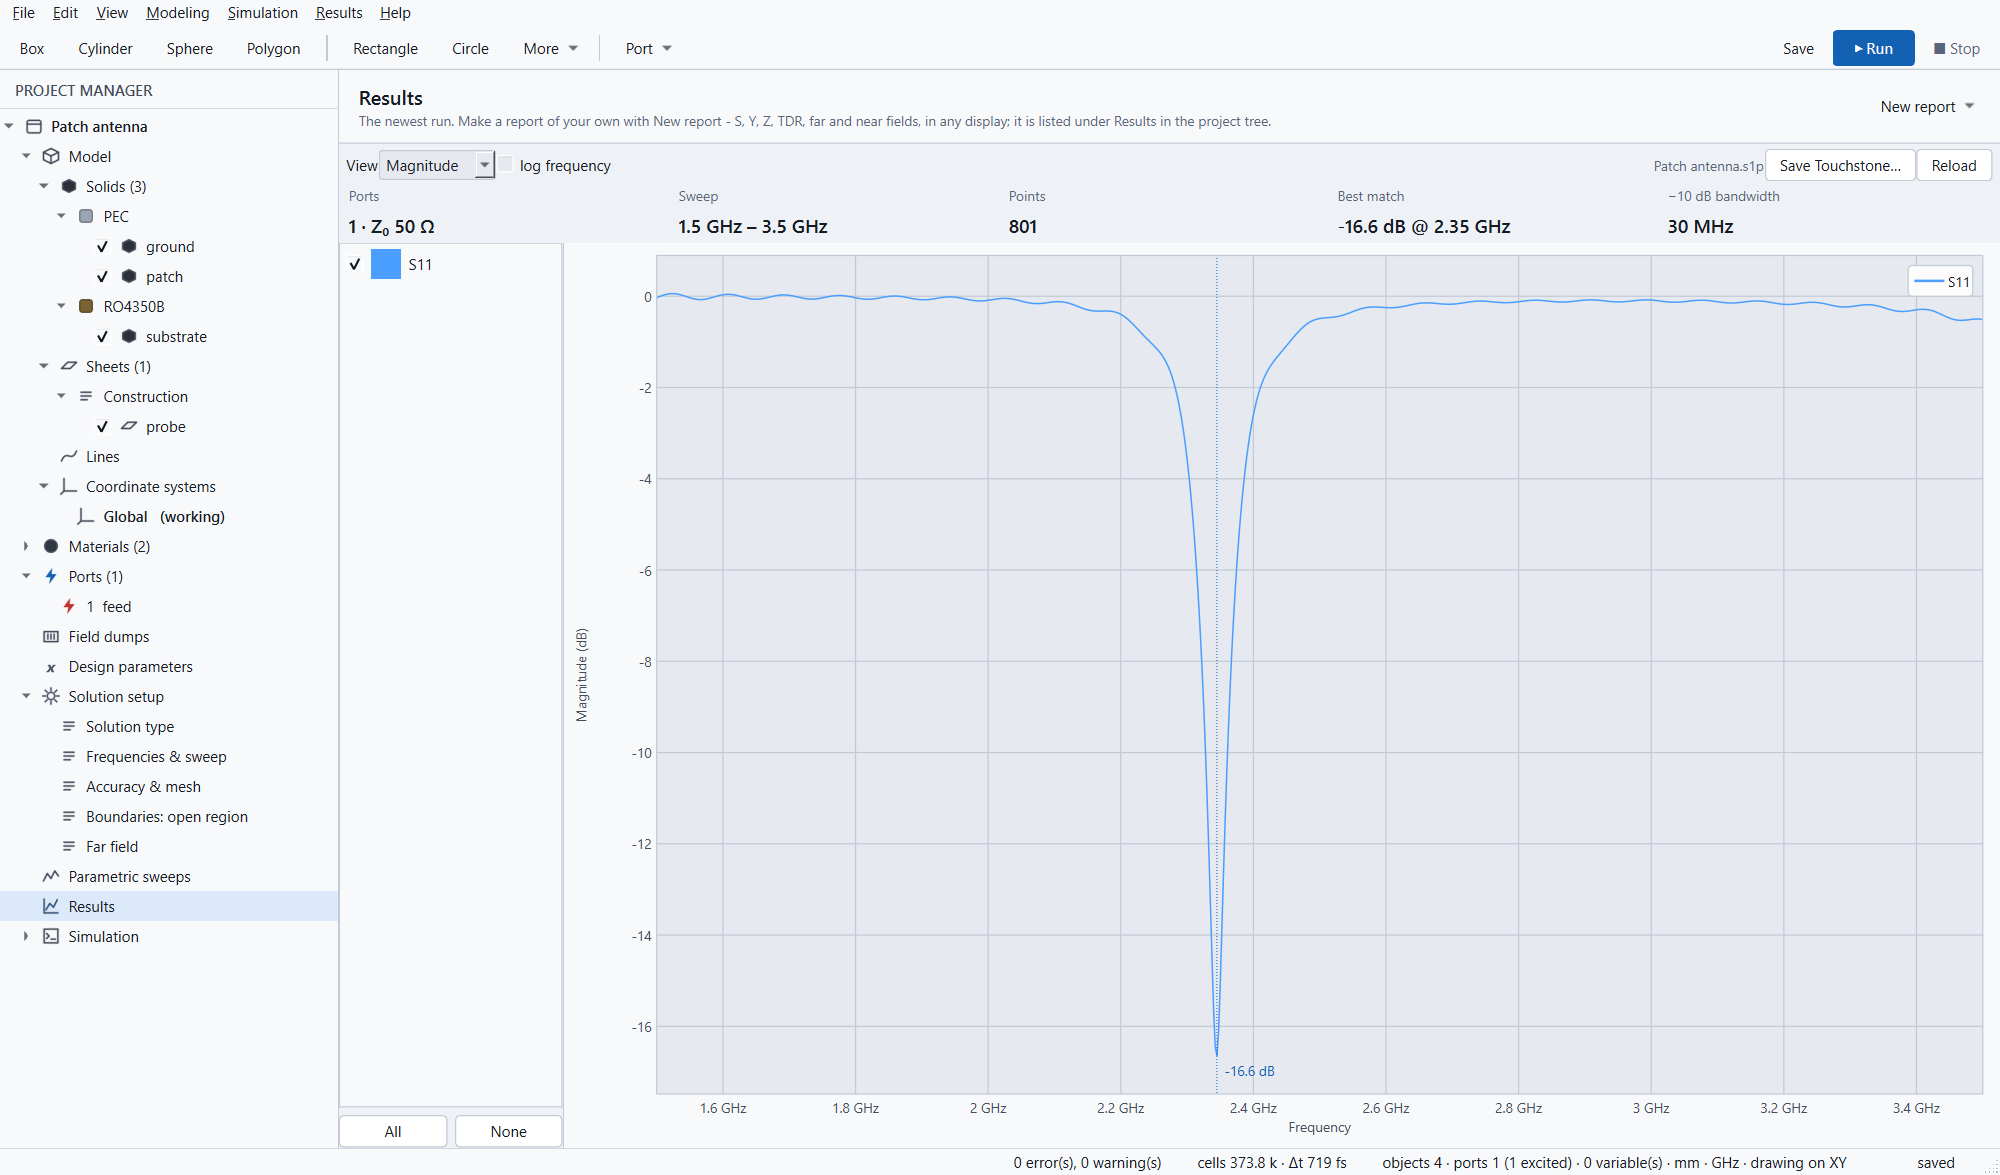 File Edit View Modeling Simulation Results Help
Box Cylinder Sphere Polygon Rectangle Circle More Port Save Run Stop
PROJECT MANAGER
Patch antenna
Model
Solids (3)
PEC
ground
patch
RO4350B
substrate
Sheets (1)
Construction
probe
Lines
Coordinate systems
Global (working)
Materials (2)
Ports (1)
1 feed
Field dumps
x Design parameters
Solution setup
Solution type
Frequencies & sweep
Accuracy & mesh
Boundaries: open region
Far field
Parametric sweeps
Results
Simulation
Results
The newest run. Make a report of your own with New report - S, Y, Z, TDR, far and near fields, in any display; it is listed under Results in the project tree.
New report
View Magnitude log frequency
Patch antenna.s1p Save Touchstone... Reload
Ports Sweep Points Best match −10 dB bandwidth
1 · Z₀ 50 Ω 1.5 GHz – 3.5 GHz 801 -16.6 dB @ 2.35 GHz 30 MHz
S11
All None
S11
Magnitude (dB)
0
-2
-4
-6
-8
-10
-12
-14
-16
-16.6 dB
1.6 GHz 1.8 GHz 2 GHz 2.2 GHz 2.4 GHz 2.6 GHz 2.8 GHz 3 GHz 3.2 GHz 3.4 GHz
Frequency
0 error(s), 0 warning(s) cells 373.8 k · Δt 719 fs objects 4 · ports 1 (1 excited) · 0 variable(s) · mm · GHz · drawing on XY saved